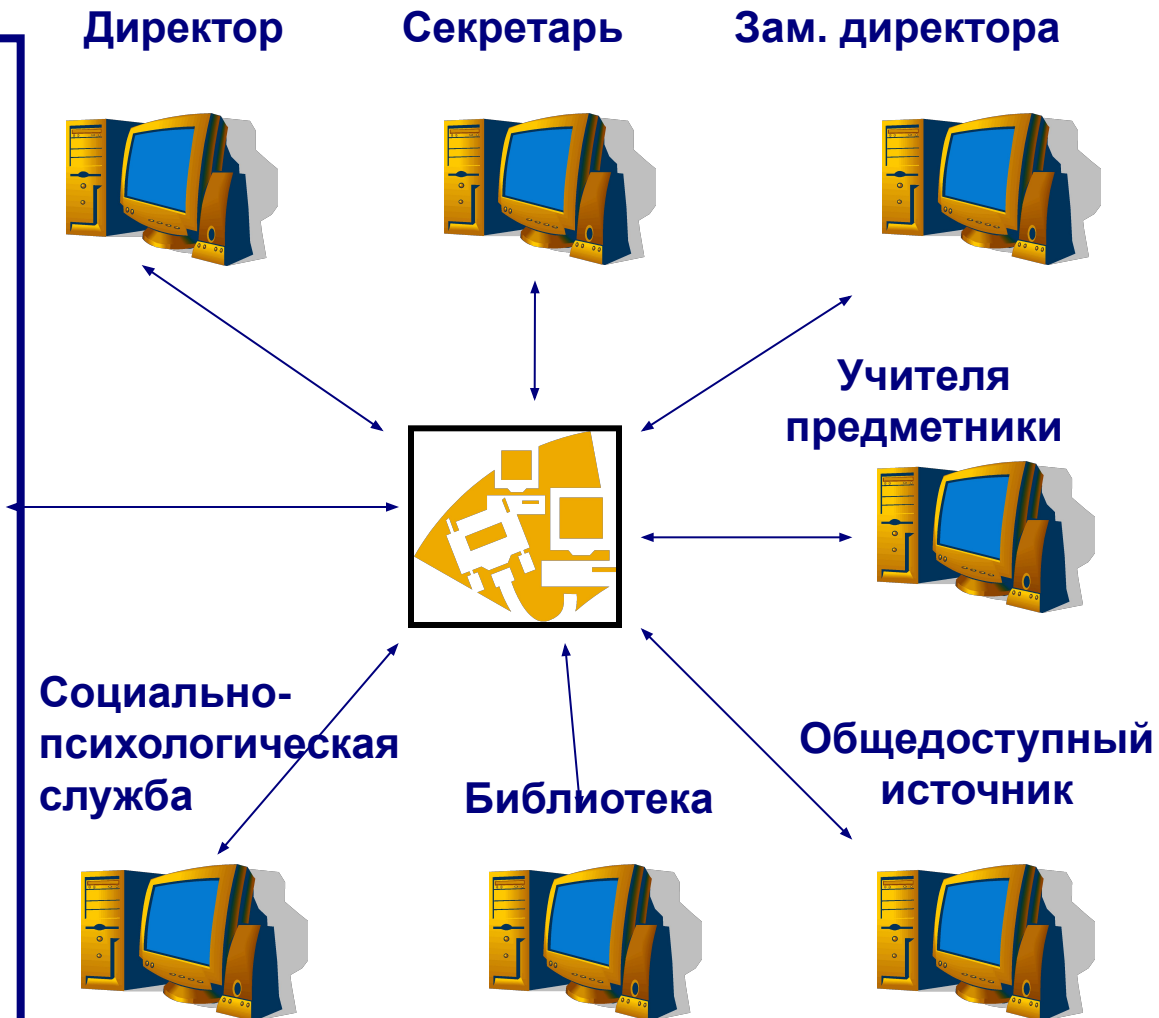 Директор
Секретарь
Зам. директора
Учителя
предметники
Социально-
психологическая
служба
Библиотека
Общедоступный
источник